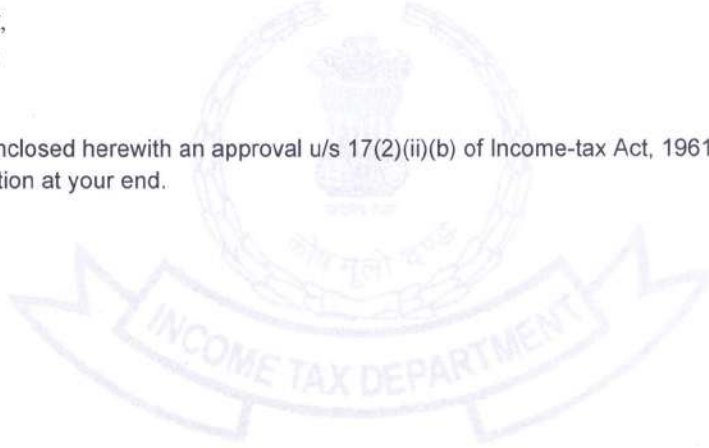 nclosed herewith an approval u/s 17(2)(ii)(b) of Income-tax Act, 1961
tion at your end.
कोष मूलो दण्डः
INCOME TAX DEPARTMENT